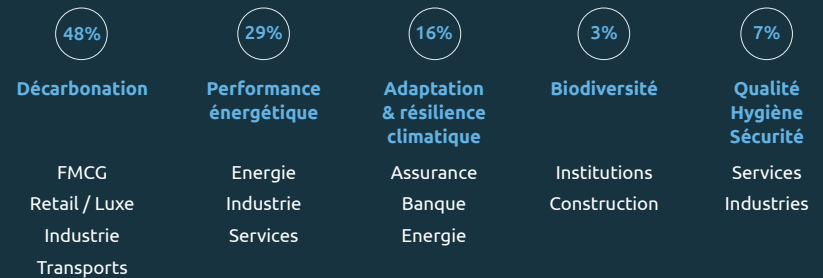 48%
Décarbonation
FMCG
Retail / Luxe
Industrie
Transports
29%
Performance
énergétique
Energie
Industrie
Services
16%
Adaptation
& résilience
climatique
Assurance
Banque
Energie
3%
Biodiversité
Institutions
Construction
7%
Qualité
Hygiène
Sécurité
Services
Industries